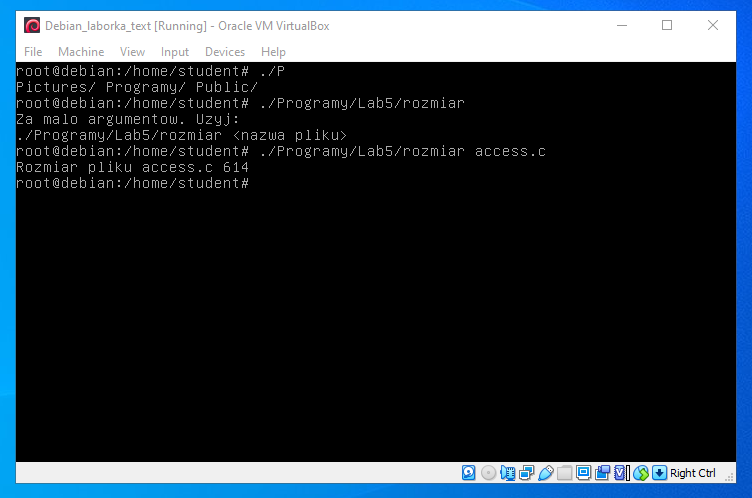 Debian_laborka_text [Running] - Oracle VM VirtualBox
File Machine View Input Devices Help
root@debian:/home/student# ./P
Pictures/ Programy/ Public/
root@debian:/home/student# ./Programy/Lab5/rozmiar
Za malo argumentow. Uzyj:
./Programy/Lab5/rozmiar <nazwa pliku>
root@debian:/home/student# ./Programy/Lab5/rozmiar access.c
Rozmiar pliku access.c 614
root@debian:/home/student#
Right Ctrl